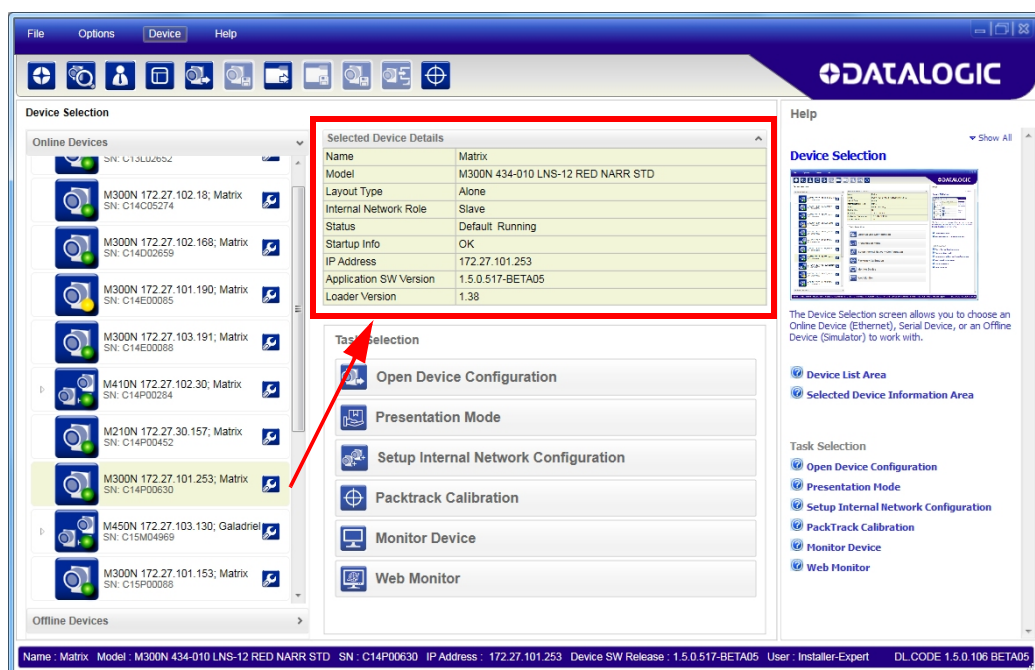 File Options Device Help
DATALOGIC
Device Selection
Online Devices
SN: C13L02652
M300N 172.27.102.18; Matrix
SN: C14C05274
M300N 172.27.102.168; Matrix
SN: C14D02659
M300N 172.27.101.190; Matrix
SN: C14E00085
M300N 172.27.103.191; Matrix
SN: C14E00088
M410N 172.27.102.30; Matrix
SN: C14P00284
M210N 172.27.30.157; Matrix
SN: C14P00452
M300N 172.27.101.253; Matrix
SN: C14P00630
M450N 172.27.103.130; Galadriel
SN: C15M04969
M300N 172.27.101.153; Matrix
SN: C15P00088
Offline Devices
Selected Device Details
Name Matrix
Model M300N 434-010 LNS-12 RED NARR STD
Layout Type Alone
Internal Network Role Slave
Status Default Running
Startup Info OK
IP Address 172.27.101.253
Application SW Version 1.5.0.517-BETA05
Loader Version 1.38
Task Selection
Open Device Configuration
Presentation Mode
Setup Internal Network Configuration
Packtrack Calibration
Monitor Device
Web Monitor
Help
Show All
Device Selection
DATALOGIC
The Device Selection screen allows you to choose an
Online Device (Ethernet), Serial Device, or an Offline
Device (Simulator) to work with.
Device List Area
Selected Device Information Area
Task Selection
Open Device Configuration
Presentation Mode
Setup Internal Network Configuration
PackTrack Calibration
Monitor Device
Web Monitor
Name : Matrix Model : M300N 434-010 LNS-12 RED NARR STD SN : C14P00630 IP Address : 172.27.101.253 Device SW Release : 1.5.0.517-BETA05 User : Installer-Expert DL.CODE 1.5.0.106 BETA06